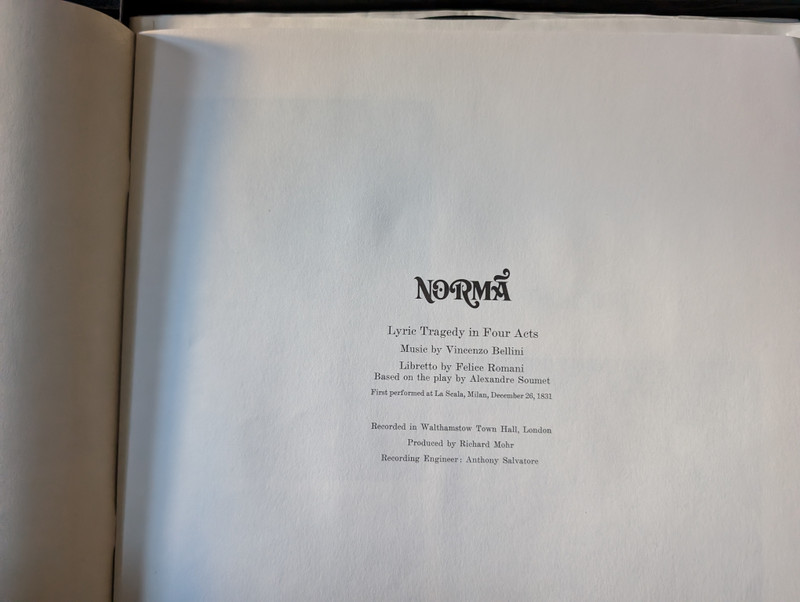 NORMA
Lyric Tragedy in Four Acts
Music by Vincenzo Bellini
Libretto by Felice Romani
Based on the play by Alexandre Soumet
First performed at La Scala, Milan, December 26, 1831
Recorded in Walthamstow Town Hall, London
Produced by Richard Mohr
Recording Engineer: Anthony Salvatore